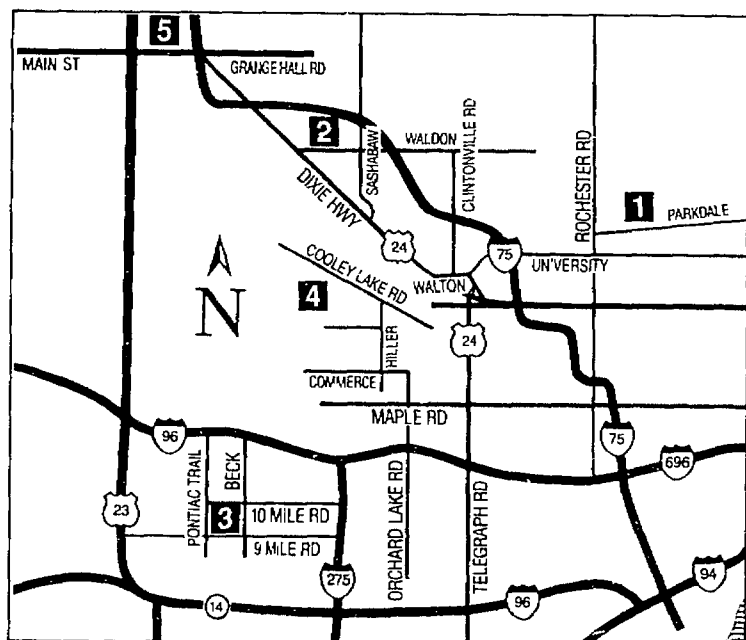 5
MAIN ST
GRANGE HALL RD
2
WALDON
SASHABAW
CLINTONVILLE RD
ROCHESTER RD
1
PARKDALE
DIXIE HWY
24
75
UN'VERSITY
COOLEY LAKE RD
WALTON
N
4
24
HILLER
COMMERCE
MAPLE RD
96
75
696
PONTIAC TRAIL
BECK
ORCHARD LAKE RD
TELEGRAPH RD
23
3
10 MILE RD
9 MILE RD
275
94
14
96